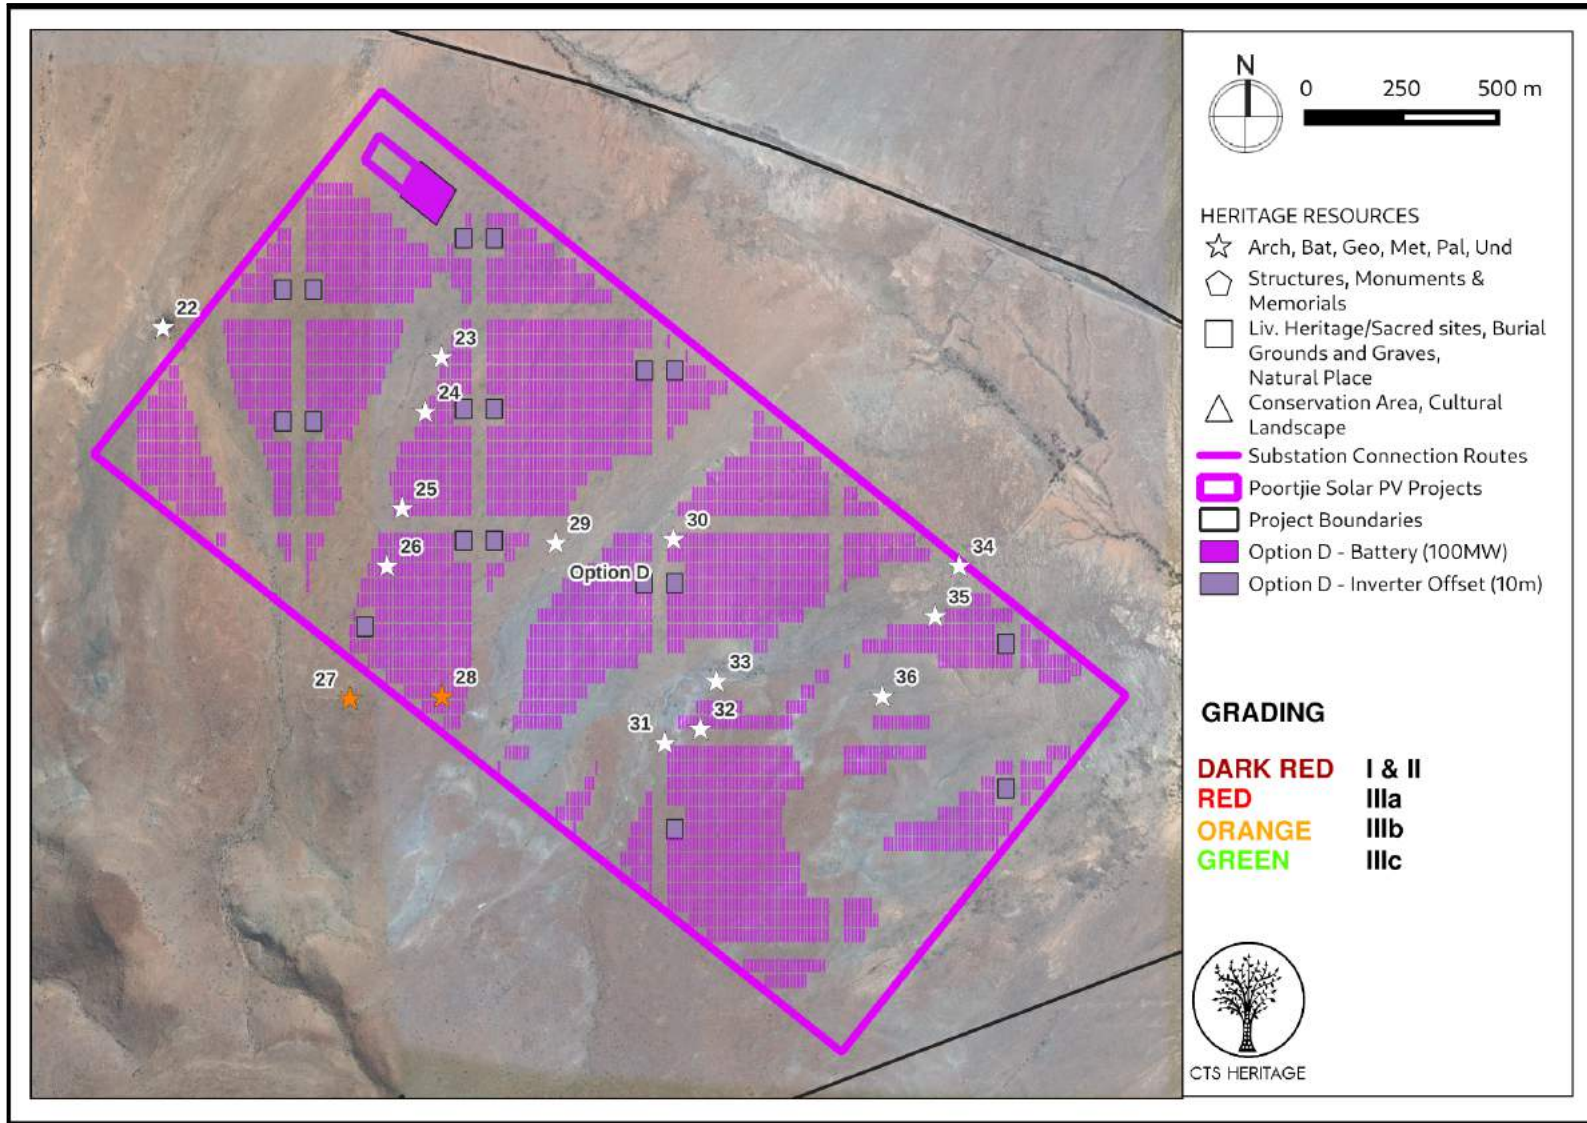 22
23
24
25
26
27
28
29
30
Option D
31
32
33
34
35
36
N
0 250 500 m
HERITAGE RESOURCES
Arch, Bat, Geo, Met, Pal, Und
Structures, Monuments &
Memorials
Liv. Heritage/Sacred sites, Burial
Grounds and Graves,
Natural Place
Conservation Area, Cultural
Landscape
Substation Connection Routes
Poortjie Solar PV Projects
Project Boundaries
Option D - Battery (100MW)
Option D - Inverter Offset (10m)
GRADING
DARK RED I & II
RED IIIa
ORANGE IIIb
GREEN IIIc
CTS HERITAGE